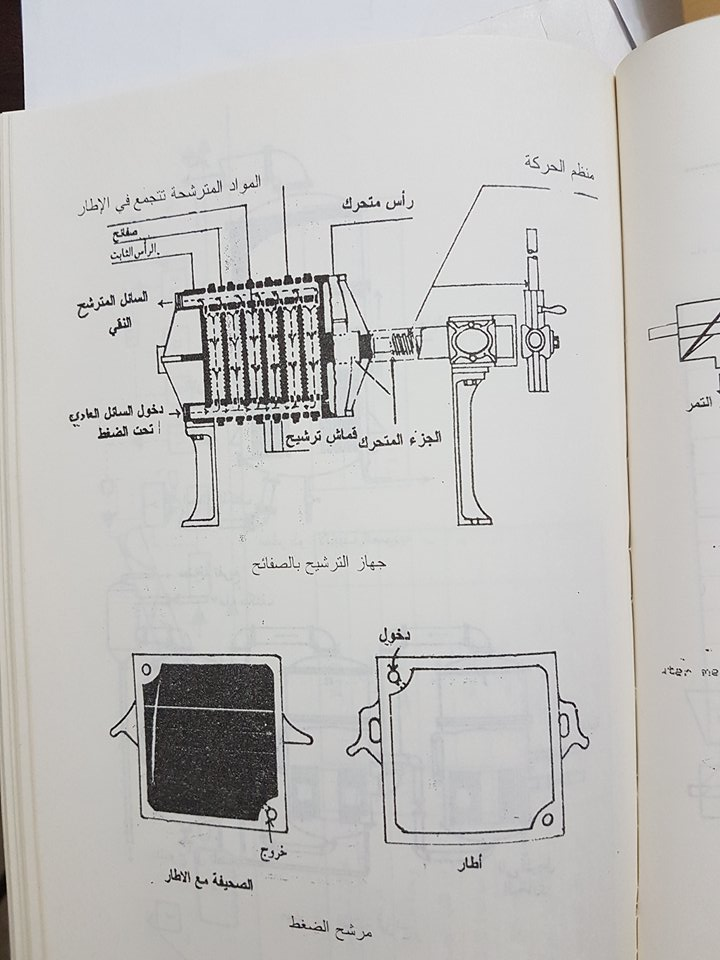 منظم الحركة
المواد المترشحة تتجمع في الإطار
رأس متحرك
صفائح
الرأس الثابت
السائل المترشح
النقي
دخول السائل العادي
تحت الضغط
قماش ترشيح
الجزء المتحرك
جهاز الترشيح بالصفائح
دخول
خروج
أطار
الصحيفة مع الاطار
مرشح الضغط
التمر